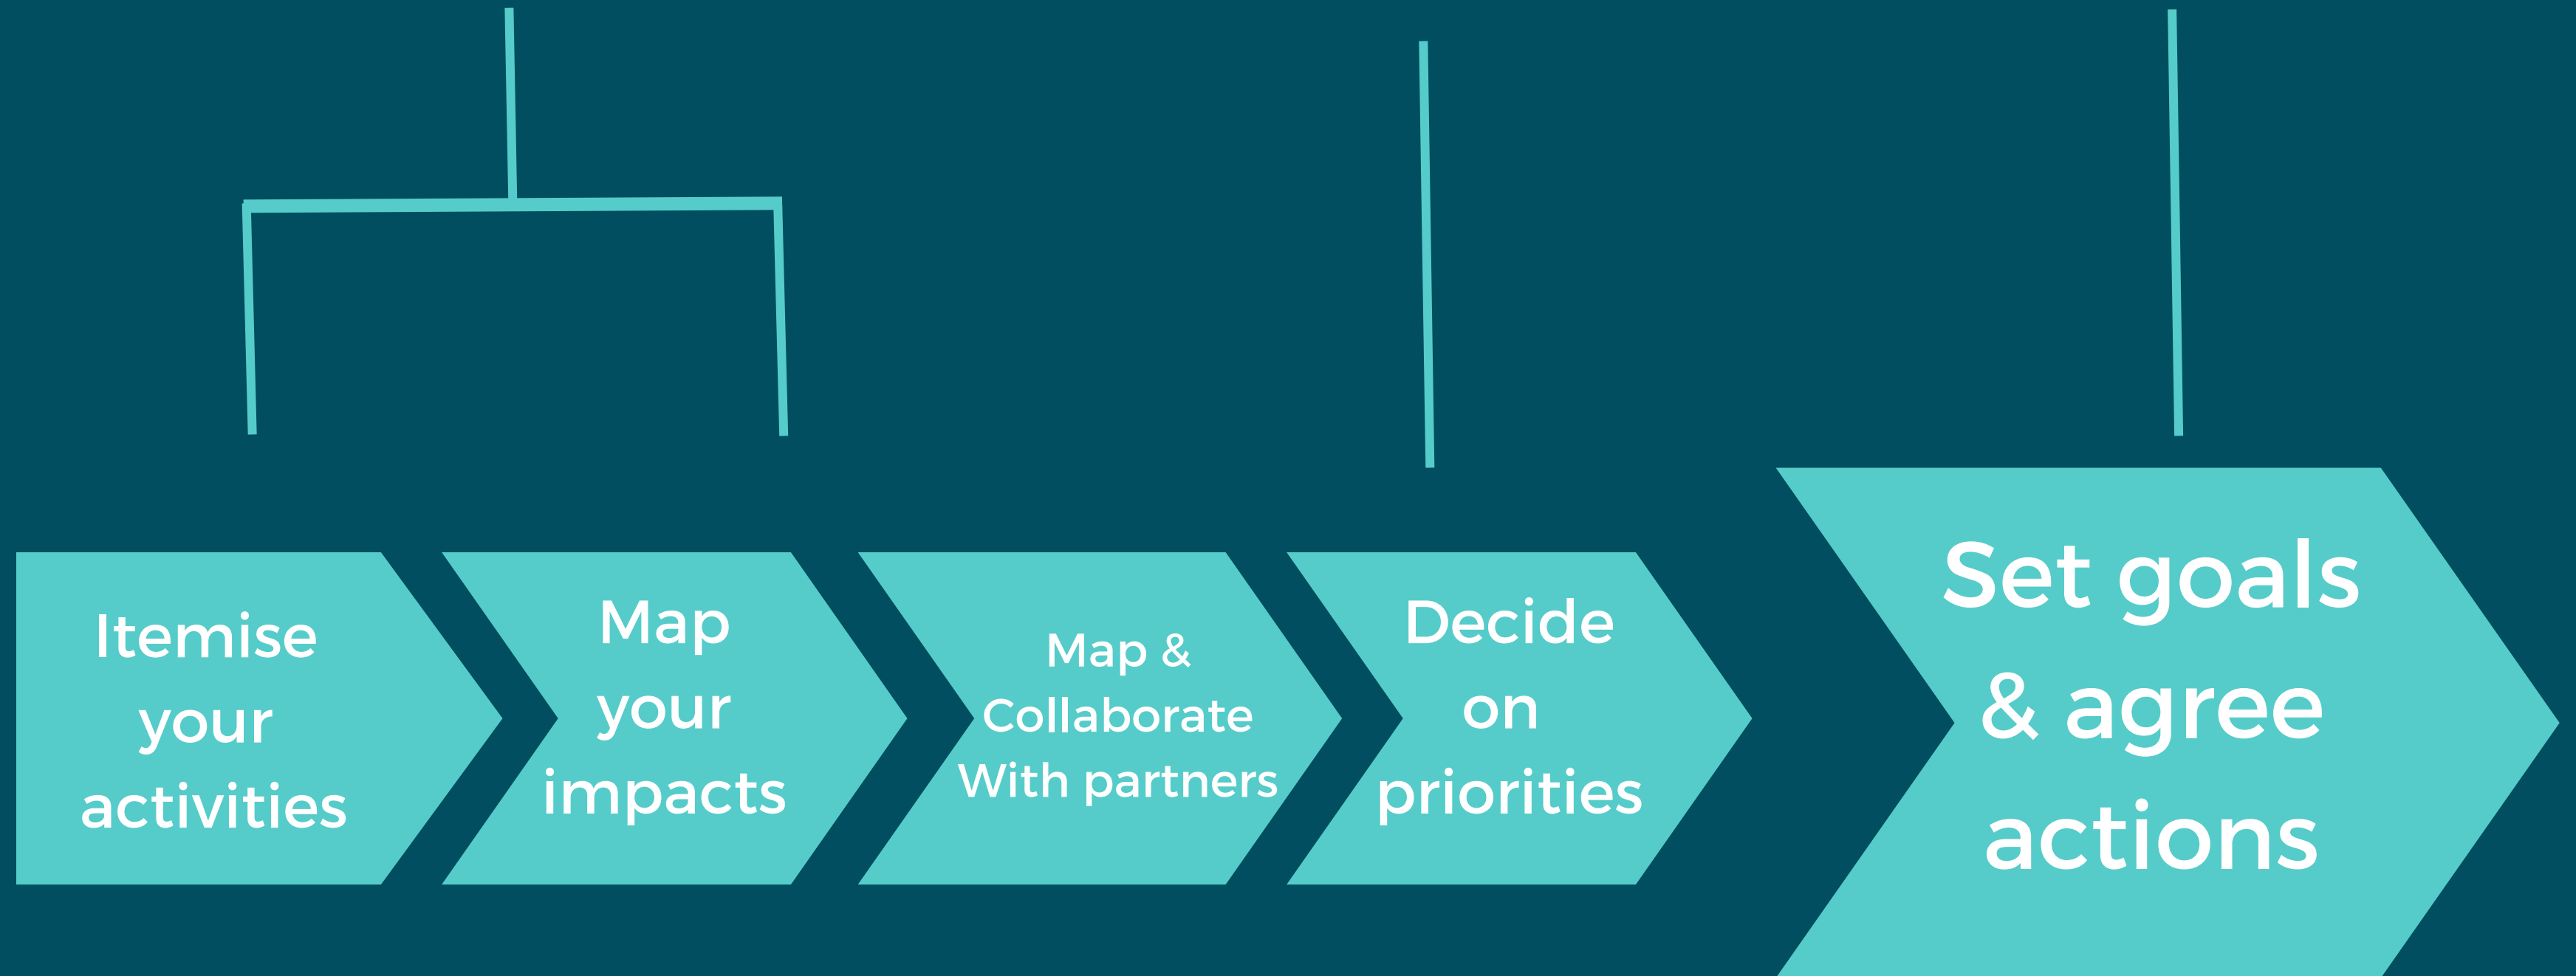 Itemise
your
activities
Map
your
impacts
Map &
Collaborate
With partners
Decide
on
priorities
Set goals
& agree
actions